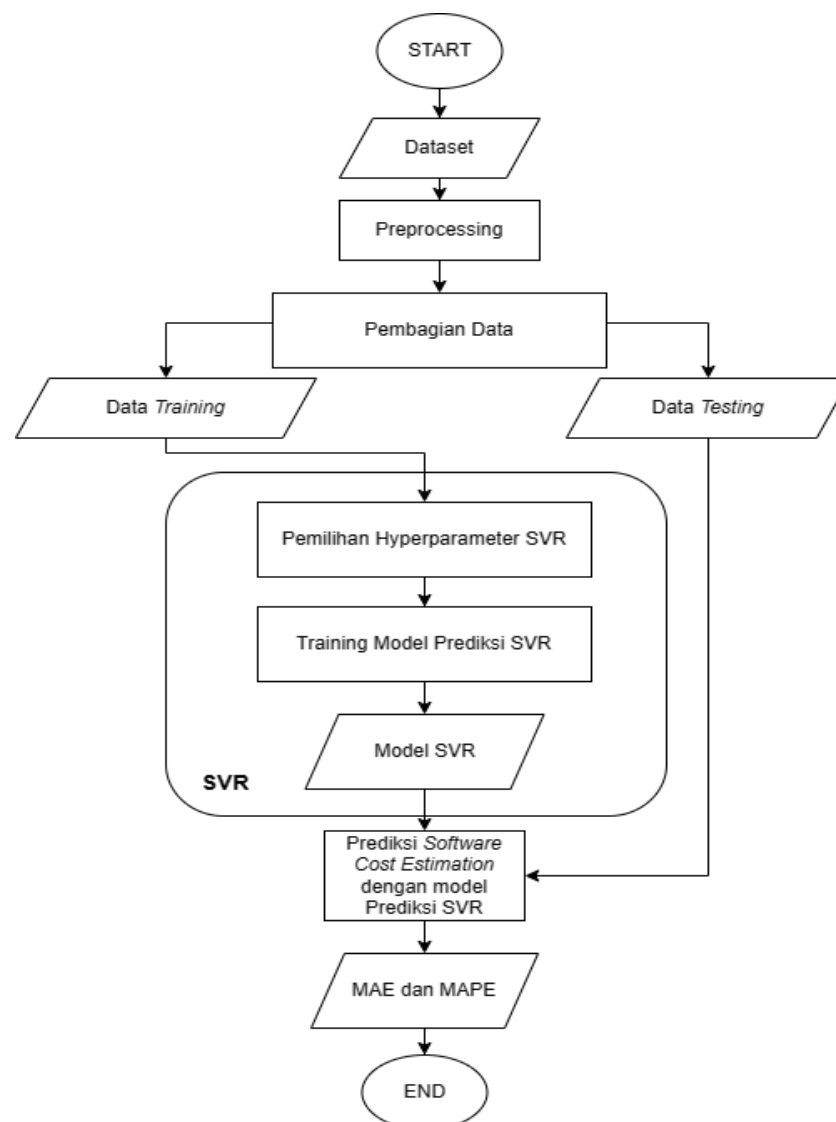 START
Dataset
Preprocessing
Pembagian Data
Data Training
Data Testing
Pemilihan Hyperparameter SVR
Training Model Prediksi SVR
Model SVR
SVR
Prediksi Software
Cost Estimation
dengan model
Prediksi SVR
MAE dan MAPE
END